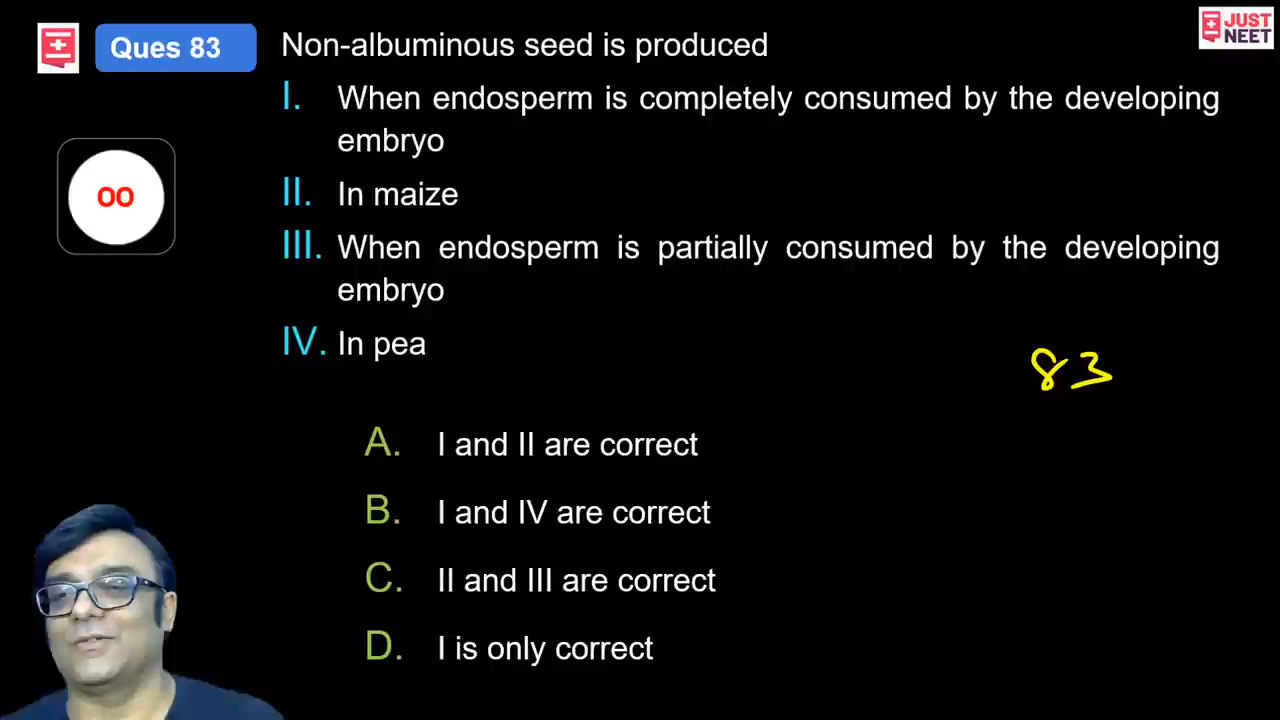 JUST
NEET
Ques 83
Non-albuminous seed is produced
I. When endosperm is completely consumed by the developing
embryo
00
II. In maize
III. When endosperm is partially consumed by the developing
embryo
IV. In pea
83
A. I and II are correct
B. I and IV are correct
C. II and III are correct
D. I is only correct